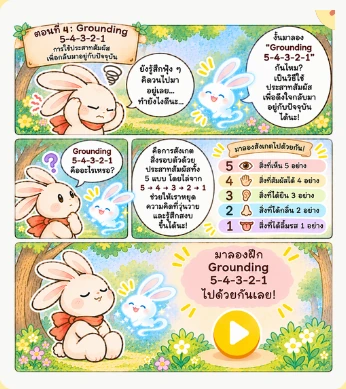 ตอนที่ 4: Grounding
5-4-3-2-1
การใช้ประสาทสัมผัส
เพื่อกลับมาอยู่กับปัจจุบัน
ยังรู้สึกฟุ้ง ๆ
คิดวนไปมา
อยู่เลย...
ทำยังไงดีนะ...
งั้นมาลอง
"Grounding
5-4-3-2-1"
กันไหม?
เป็นวิธีใช้
ประสาทสัมผัส
เพื่อดึงใจกลับมา
อยู่กับปัจจุบัน
ได้นะ!
?
Grounding
5-4-3-2-1
คืออะไรเหรอ?
คือการสังเกต
สิ่งรอบตัวด้วย
ประสาทสัมผัสทั้ง
5 แบบ โดยไล่จาก
5 → 4 → 3 → 2 → 1
ช่วยให้เราหยุด
ความคิดที่วุ่นวาย
และรู้สึกสงบ
ขึ้นได้นะ!
มาลองสังเกตไปด้วยกัน!
5 สิ่งที่เห็น 5 อย่าง
4 สิ่งที่สัมผัสได้ 4 อย่าง
3 สิ่งที่ได้ยิน 3 อย่าง
2 สิ่งที่ได้กลิ่น 2 อย่าง
1 สิ่งที่ได้ลิ้มรส 1 อย่าง
มาลองฝึก
Grounding
5-4-3-2-1
ไปด้วยกันเลย!